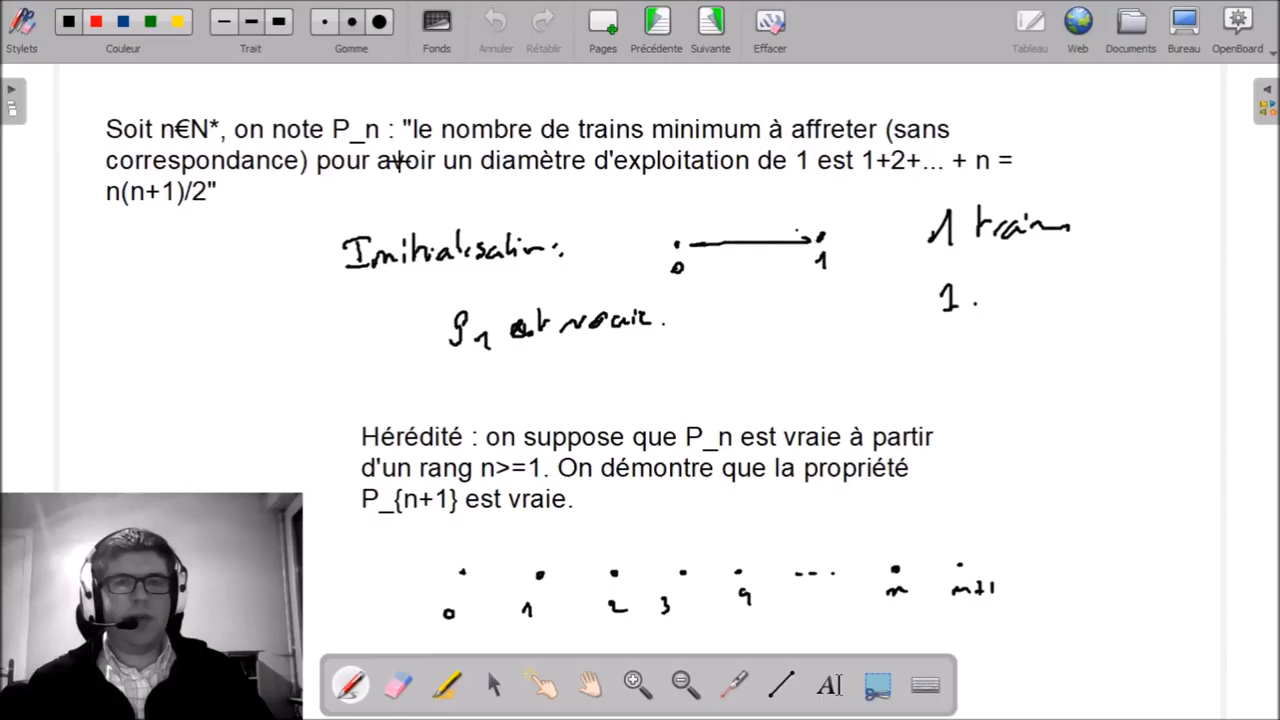 Stylets
Couleur
Trait
Gomme
Fonds
Annuler
Rétablir
Pages
Précédente
Suivante
Effacer
Tableau
Web
Documents
Bureau
OpenBoard
Soit n€N*, on note P_n : "le nombre de trains minimum à affreter (sans
correspondance) pour avoir un diamètre d'exploitation de 1 est 1+2+... + n =
n(n+1)/2"
Initialisation:
0 1
1 train
1.
P1 est vraie.
Hérédité : on suppose que P_n est vraie à partir
d'un rang n>=1. On démontre que la propriété
P_{n+1} est vraie.
0 1 2 3 4 --- n n+1